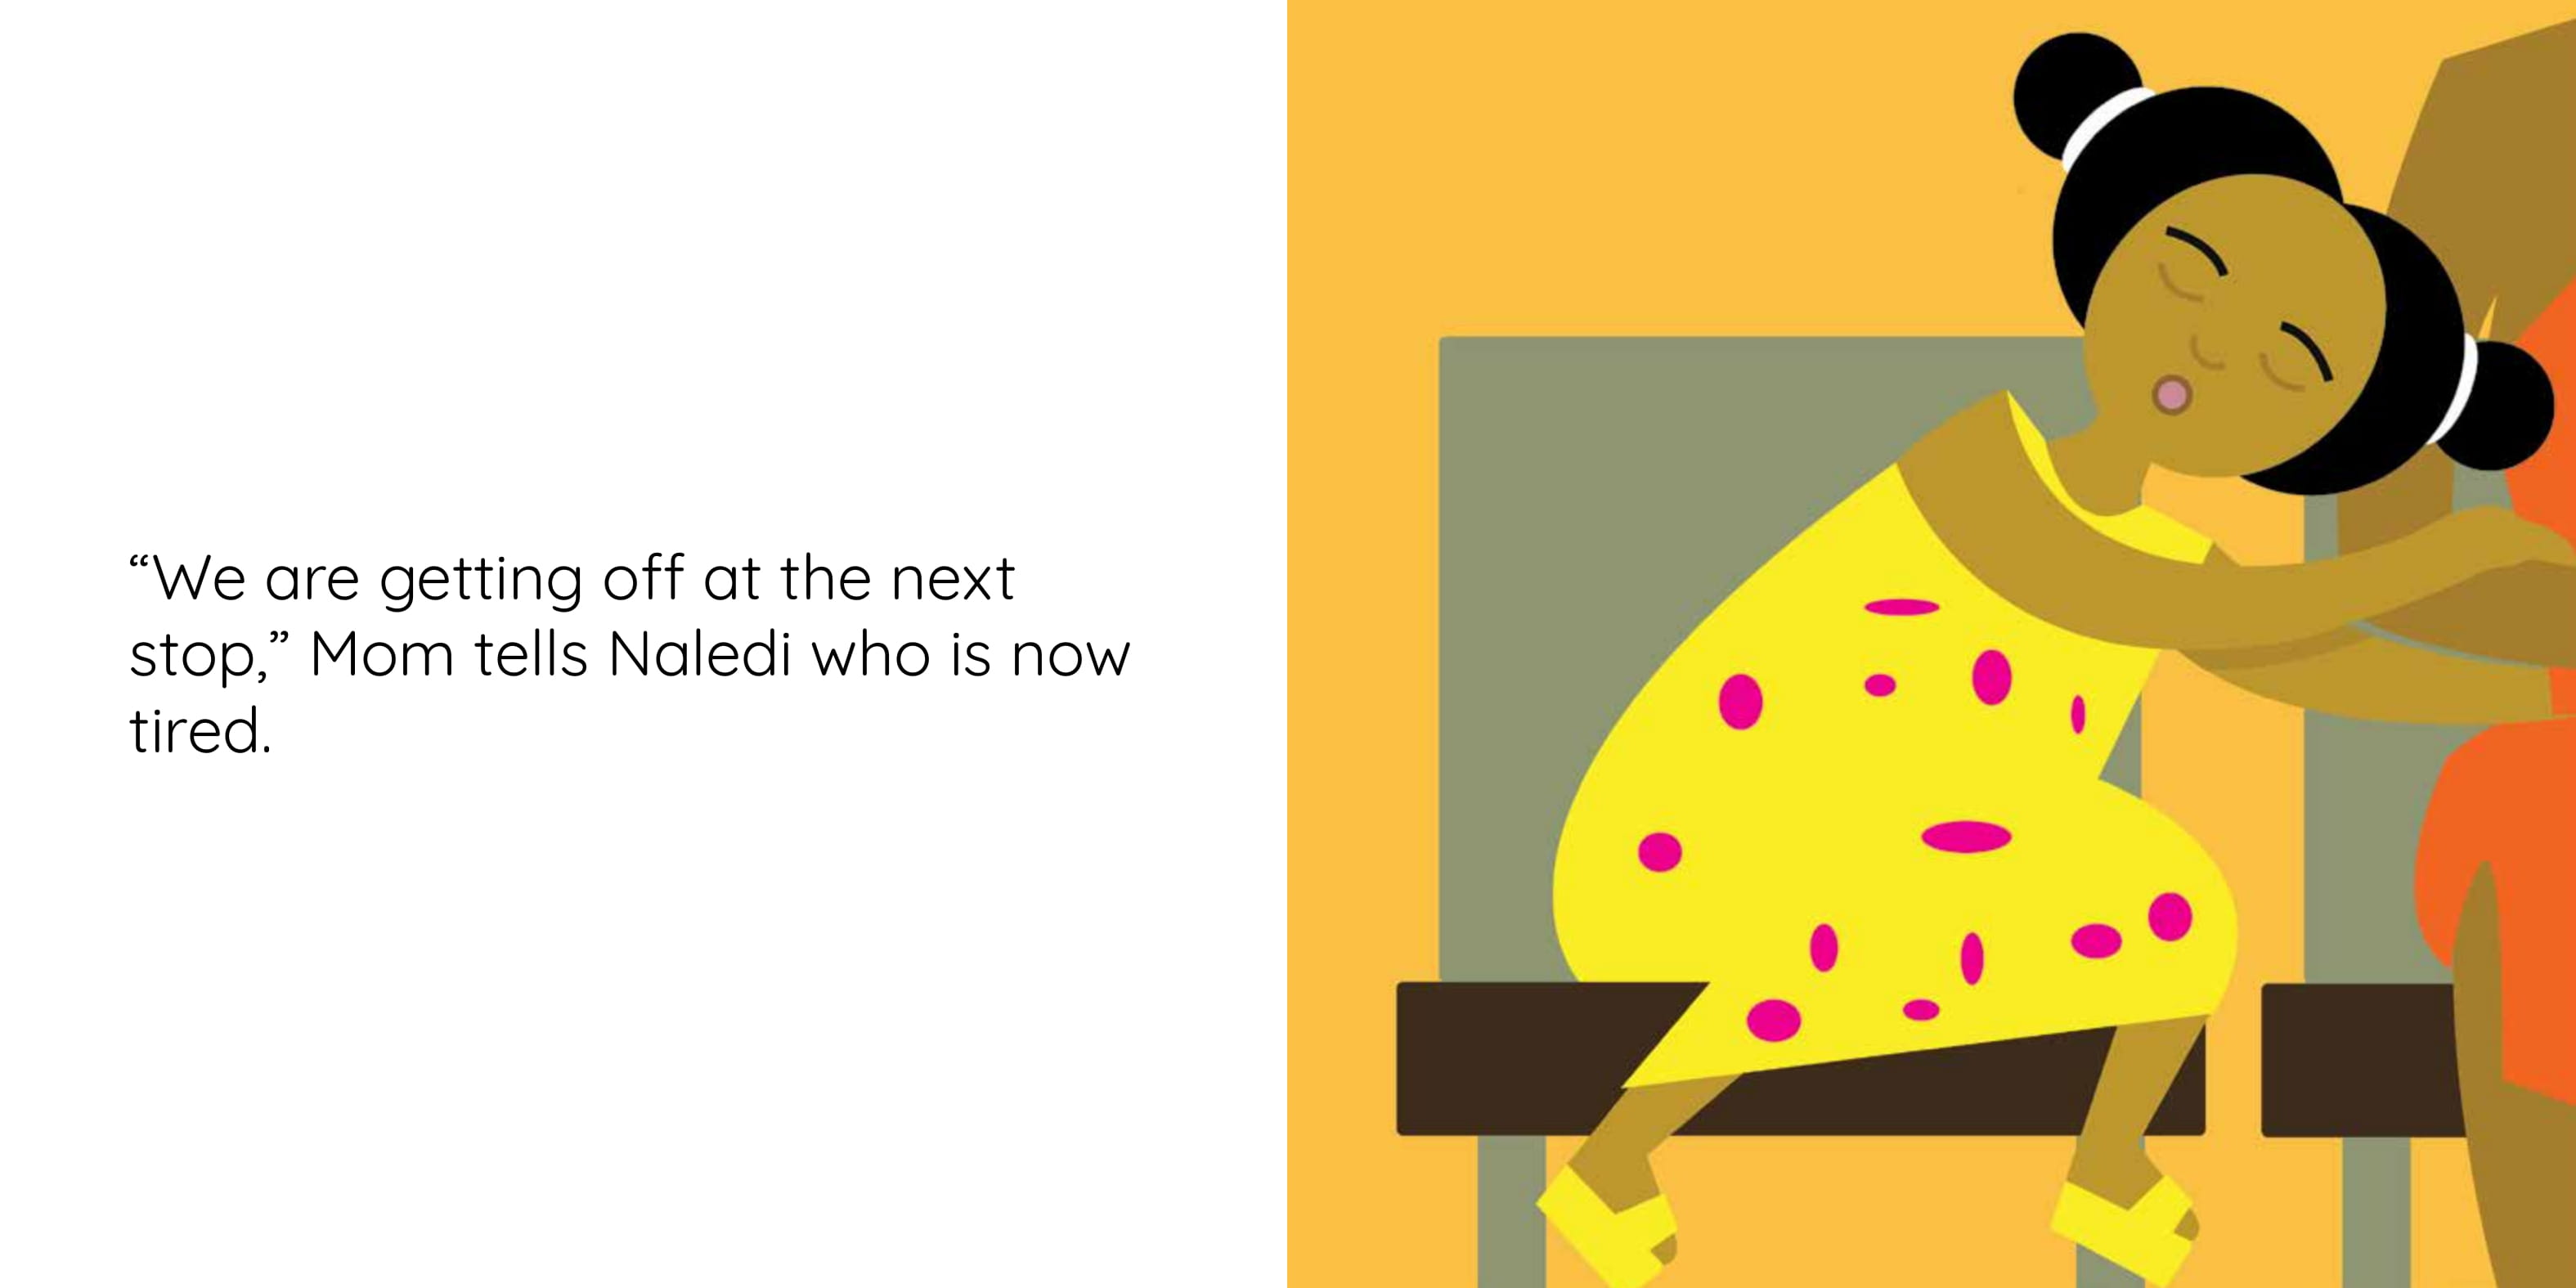 “We are getting off at the next
stop,” Mom tells Naledi who is now
tired.